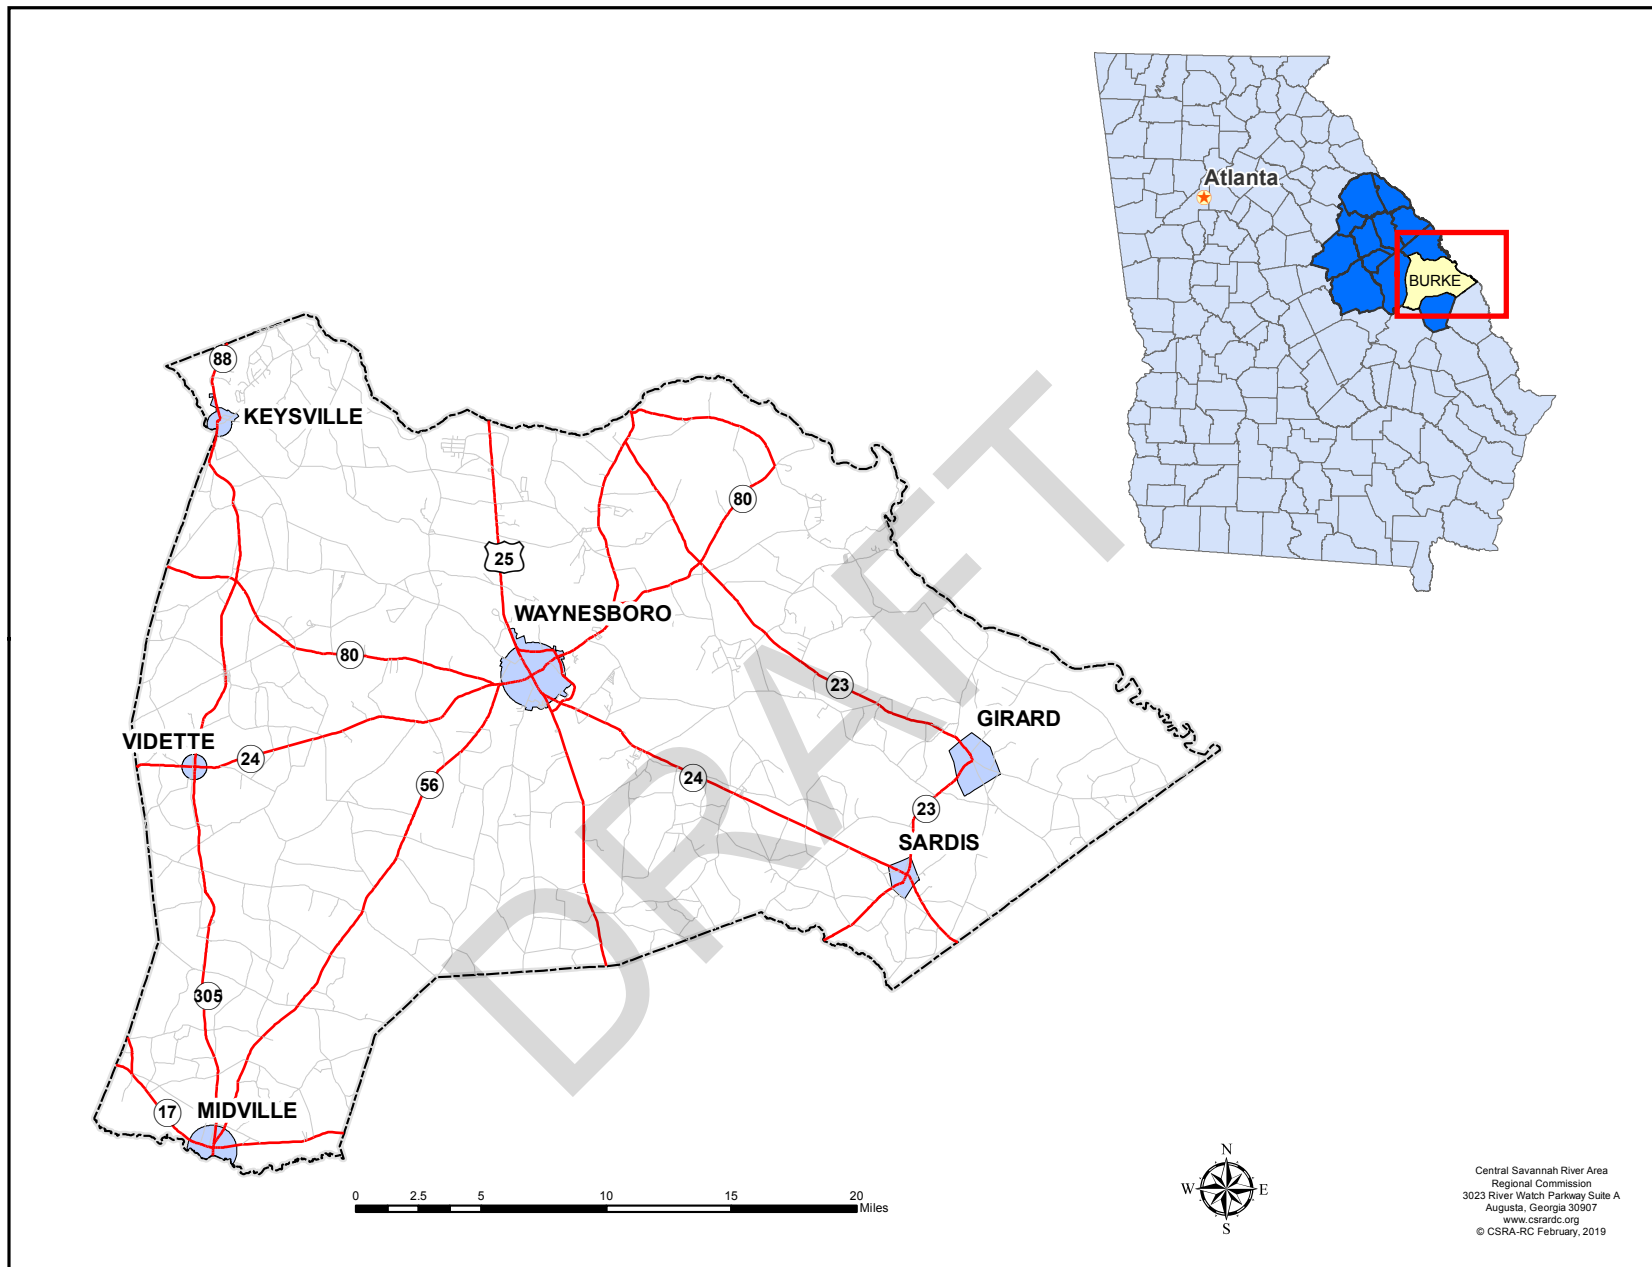 Atlanta
BURKE
88
KEYSVILLE
80
25
WAYNESBORO
80
23
GIRARD
VIDETTE
24
56
24
23
SARDIS
305
17
MIDVILLE
DRAFT
0 2.5 5 10 15 20
Miles
N
W E
S
Central Savannah River Area
Regional Commission
3023 River Watch Parkway Suite A
Augusta, Georgia 30907
www.csrardc.org
© CSRA-RC February, 2019